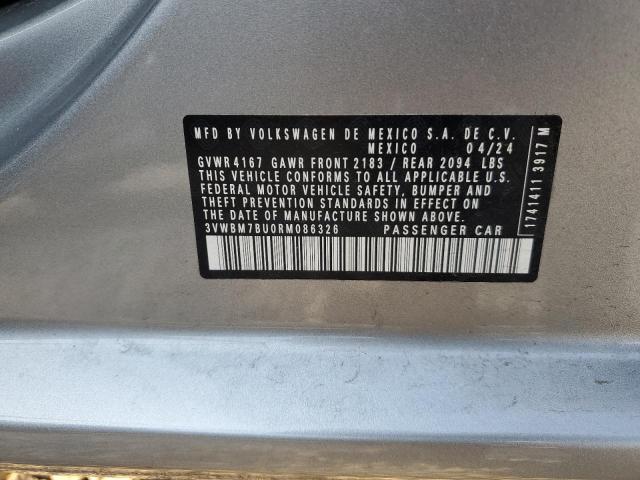 MFD BY VOLKSWAGEN DE MEXICO S.A. DE C.V.
MEXICO 04/24
GVWR 4167 GAWR FRONT 2183 / REAR 2094 LBS
THIS VEHICLE CONFORMS TO ALL APPLICABLE U.S.
FEDERAL MOTOR VEHICLE SAFETY, BUMPER AND
THEFT PREVENTION STANDARDS IN EFFECT ON
THE DATE OF MANUFACTURE SHOWN ABOVE.
3VWBM7BU0RM086326 PASSENGER CAR
1741411 3917 M